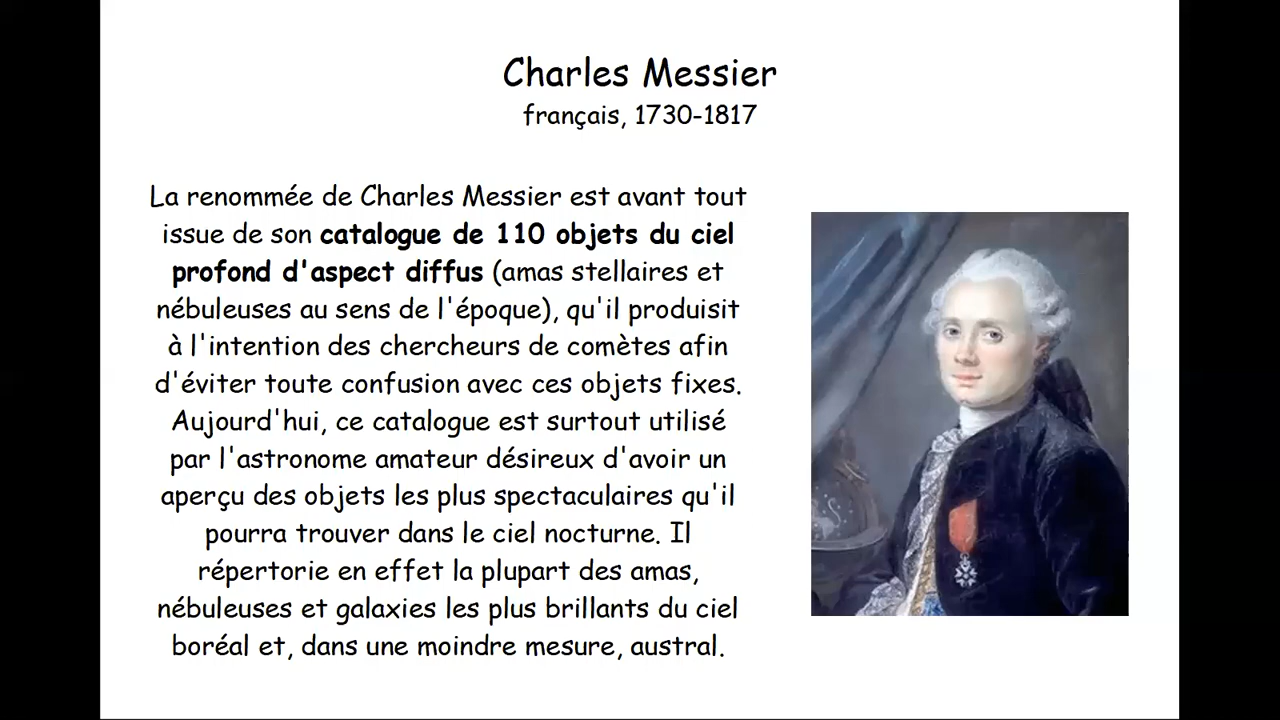 Charles Messier
français, 1730-1817
La renommée de Charles Messier est avant tout
issue de son catalogue de 110 objets du ciel
profond d'aspect diffus (amas stellaires et
nébuleuses au sens de l'époque), qu'il produisit
à l'intention des chercheurs de comètes afin
d'éviter toute confusion avec ces objets fixes.
Aujourd'hui, ce catalogue est surtout utilisé
par l'astronome amateur désireux d'avoir un
aperçu des objets les plus spectaculaires qu'il
pourra trouver dans le ciel nocturne. Il
répertorie en effet la plupart des amas,
nébuleuses et galaxies les plus brillants du ciel
boréal et, dans une moindre mesure, austral.